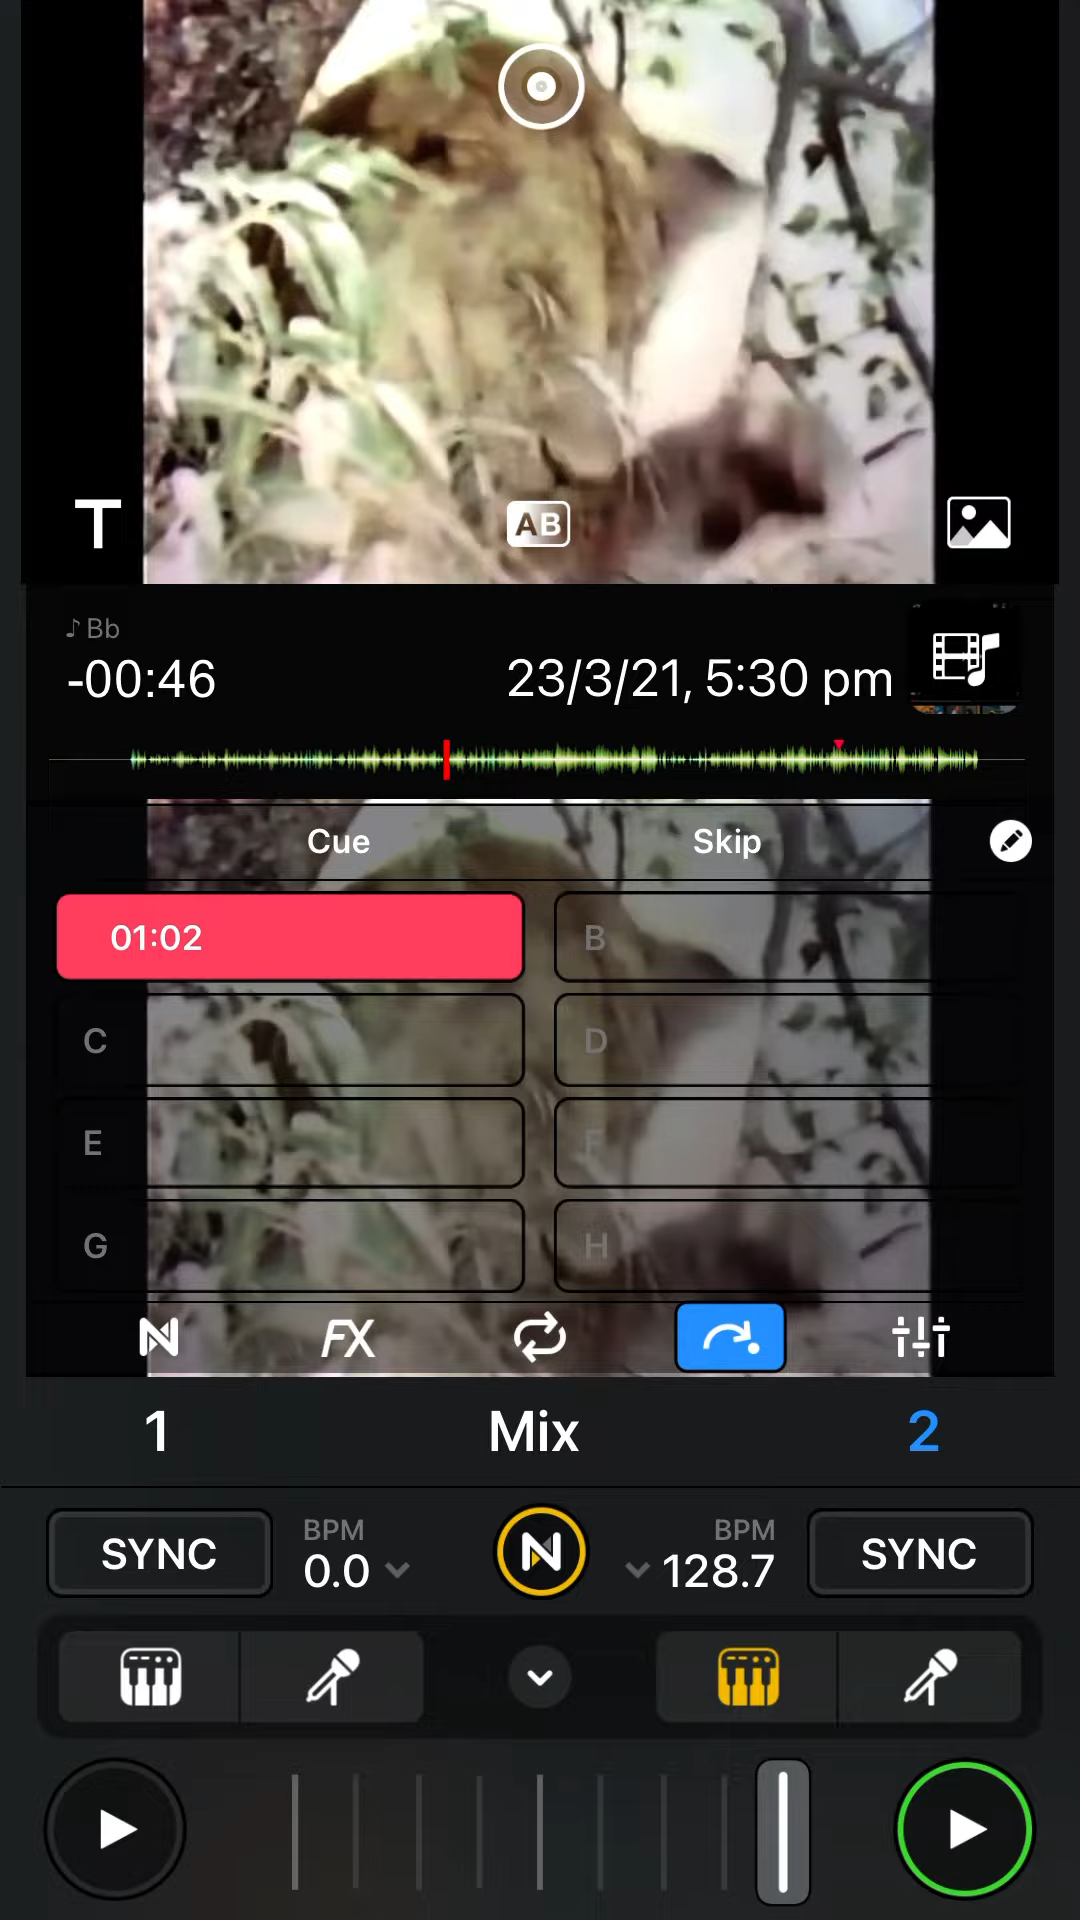 T
AB
♪ Bb
-00:46
23/3/21, 5:30 pm
Cue
Skip
01:02
B
C
D
E
F
G
H
FX
1
Mix
2
SYNC
BPM
0.0
N
BPM
128.7
SYNC